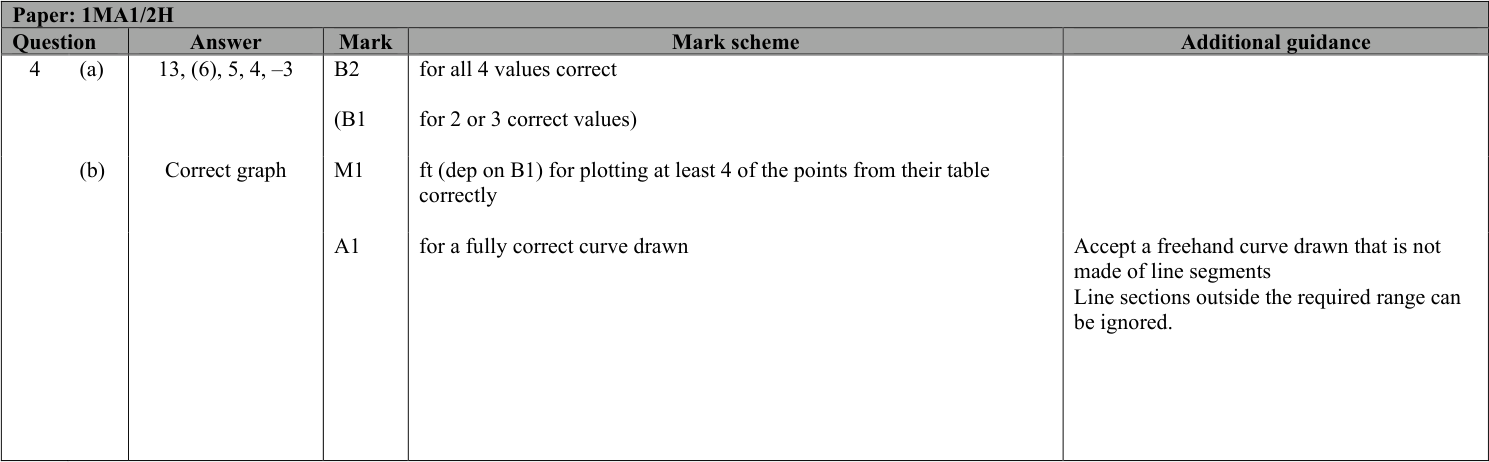 Paper: 1MA1/2H
Question Answer Mark Mark scheme Additional guidance
4 (a) 13, (6), 5, 4, –3 B2 for all 4 values correct
(B1 for 2 or 3 correct values)
(b) Correct graph M1 ft (dep on B1) for plotting at least 4 of the points from their table
correctly
A1 for a fully correct curve drawn Accept a freehand curve drawn that is not
made of line segments
Line sections outside the required range can
be ignored.